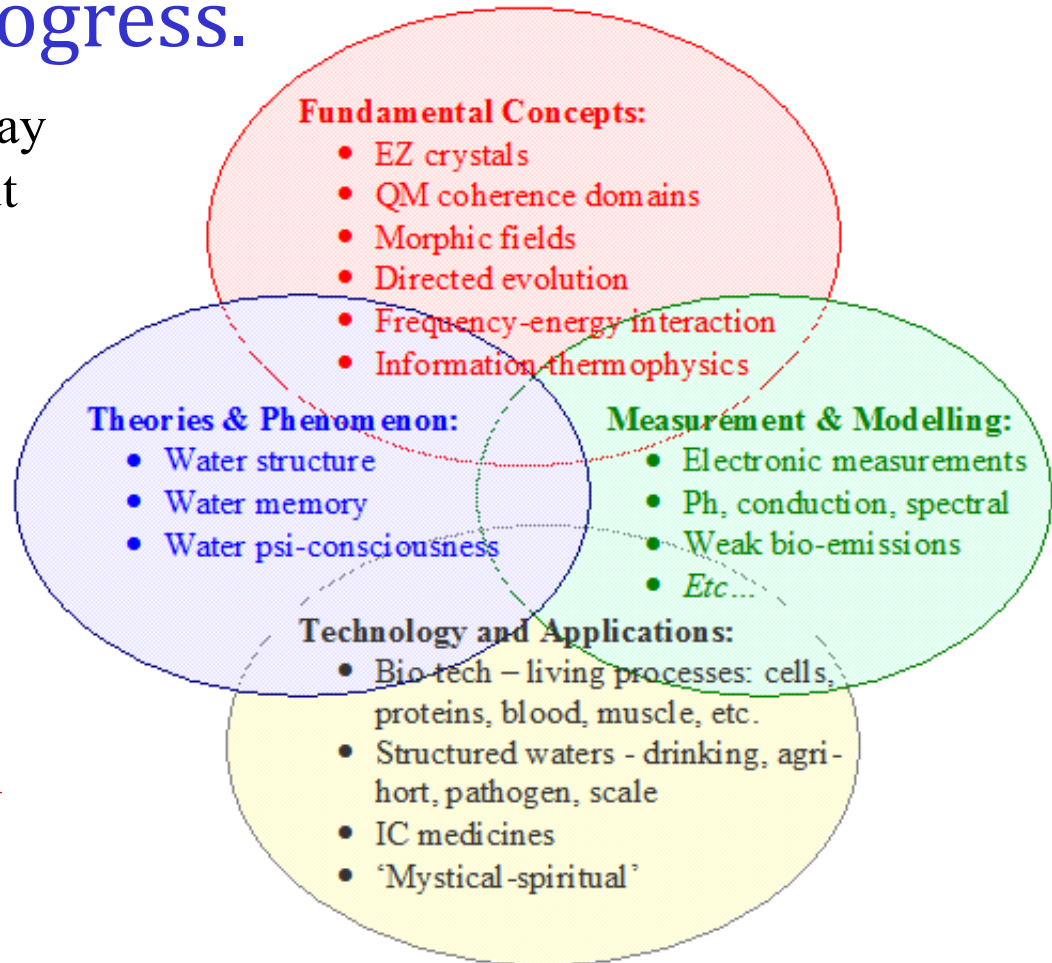 ogress.
ay
t
Fundamental Concepts:
• EZ crystals
• QM coherence domains
• Morphic fields
• Directed evolution
• Frequency-energy interaction
• Information-thermophysics
Theories & Phenomenon:
• Water structure
• Water memory
• Water psi-consciousness
Measurement & Modelling:
• Electronic measurements
• Ph, conduction, spectral
• Weak bio-emissions
• Etc...
Technology and Applications:
• Bio-tech – living processes: cells,
proteins, blood, muscle, etc.
• Structured waters - drinking, agri-
hort, pathogen, scale
• IC medicines
• ‘Mystical-spiritual’